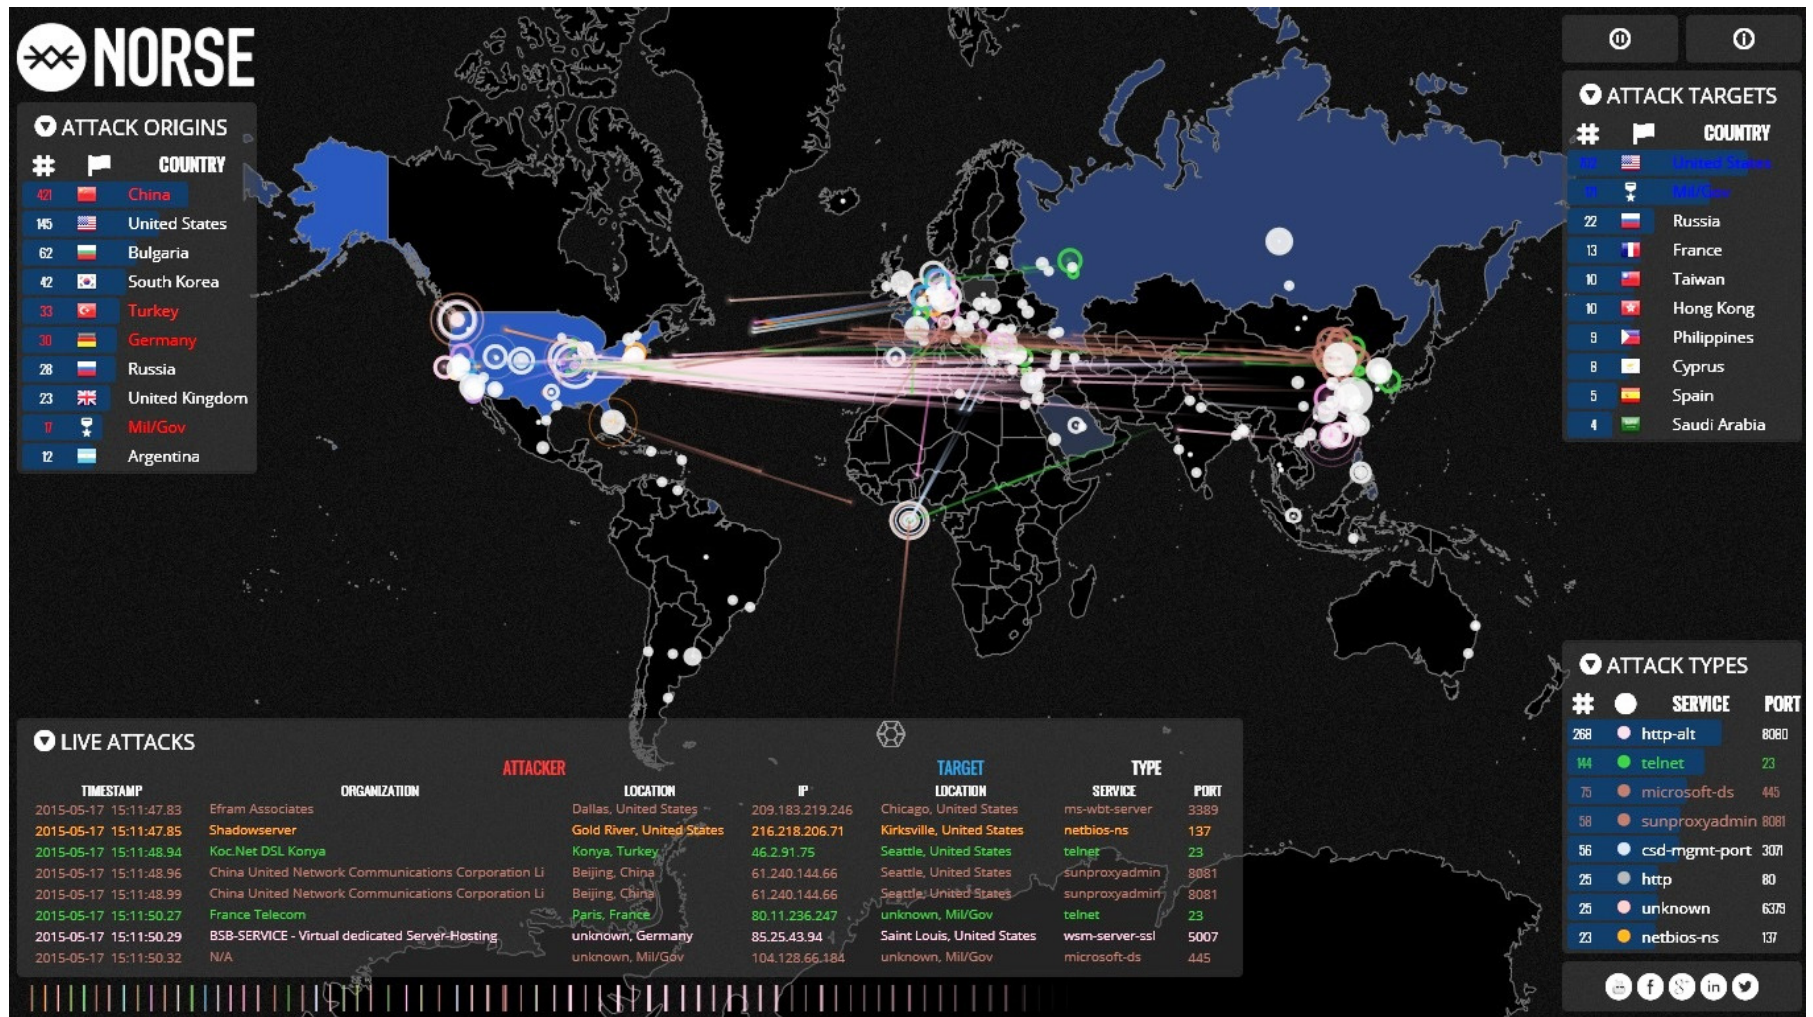 NORSE
ATTACK ORIGINS
# COUNTRY
421 China
145 United States
62 Bulgaria
42 South Korea
33 Turkey
30 Germany
28 Russia
23 United Kingdom
17 Mil/Gov
12 Argentina
ATTACK TARGETS
# COUNTRY
United States
Mil/Gov
22 Russia
13 France
10 Taiwan
10 Hong Kong
9 Philippines
8 Cyprus
5 Spain
4 Saudi Arabia
ATTACK TYPES
# SERVICE PORT
268 http-alt 8080
144 telnet 23
75 microsoft-ds 445
58 sunproxyadmin 8081
56 csd-mgmt-port 3071
25 http 80
25 unknown 6379
23 netbios-ns 137
LIVE ATTACKS
ATTACKER TARGET TYPE
TIMESTAMP ORGANIZATION LOCATION IP LOCATION SERVICE PORT
2015-05-17 15:11:47.83 Efram Associates Dallas, United States 209.183.219.246 Chicago, United States ms-wbt-server 3389
2015-05-17 15:11:47.85 Shadowserver Gold River, United States 216.218.206.71 Kirksville, United States netbios-ns 137
2015-05-17 15:11:48.94 Koc.Net DSL Konya Konya, Turkey 46.2.91.75 Seattle, United States telnet 23
2015-05-17 15:11:48.96 China United Network Communications Corporation Li Beijing, China 61.240.144.66 Seattle, United States sunproxyadmin 8081
2015-05-17 15:11:48.99 China United Network Communications Corporation Li Beijing, China 61.240.144.66 Seattle, United States sunproxyadmin 8081
2015-05-17 15:11:50.27 France Telecom Paris, France 80.11.236.247 unknown, Mil/Gov telnet 23
2015-05-17 15:11:50.29 BSB-SERVICE - Virtual dedicated Server-Hosting unknown, Germany 85.25.43.94 Saint Louis, United States wsm-server-ssl 5007
2015-05-17 15:11:50.32 N/A unknown, Mil/Gov 104.128.66.184 unknown, Mil/Gov microsoft-ds 445